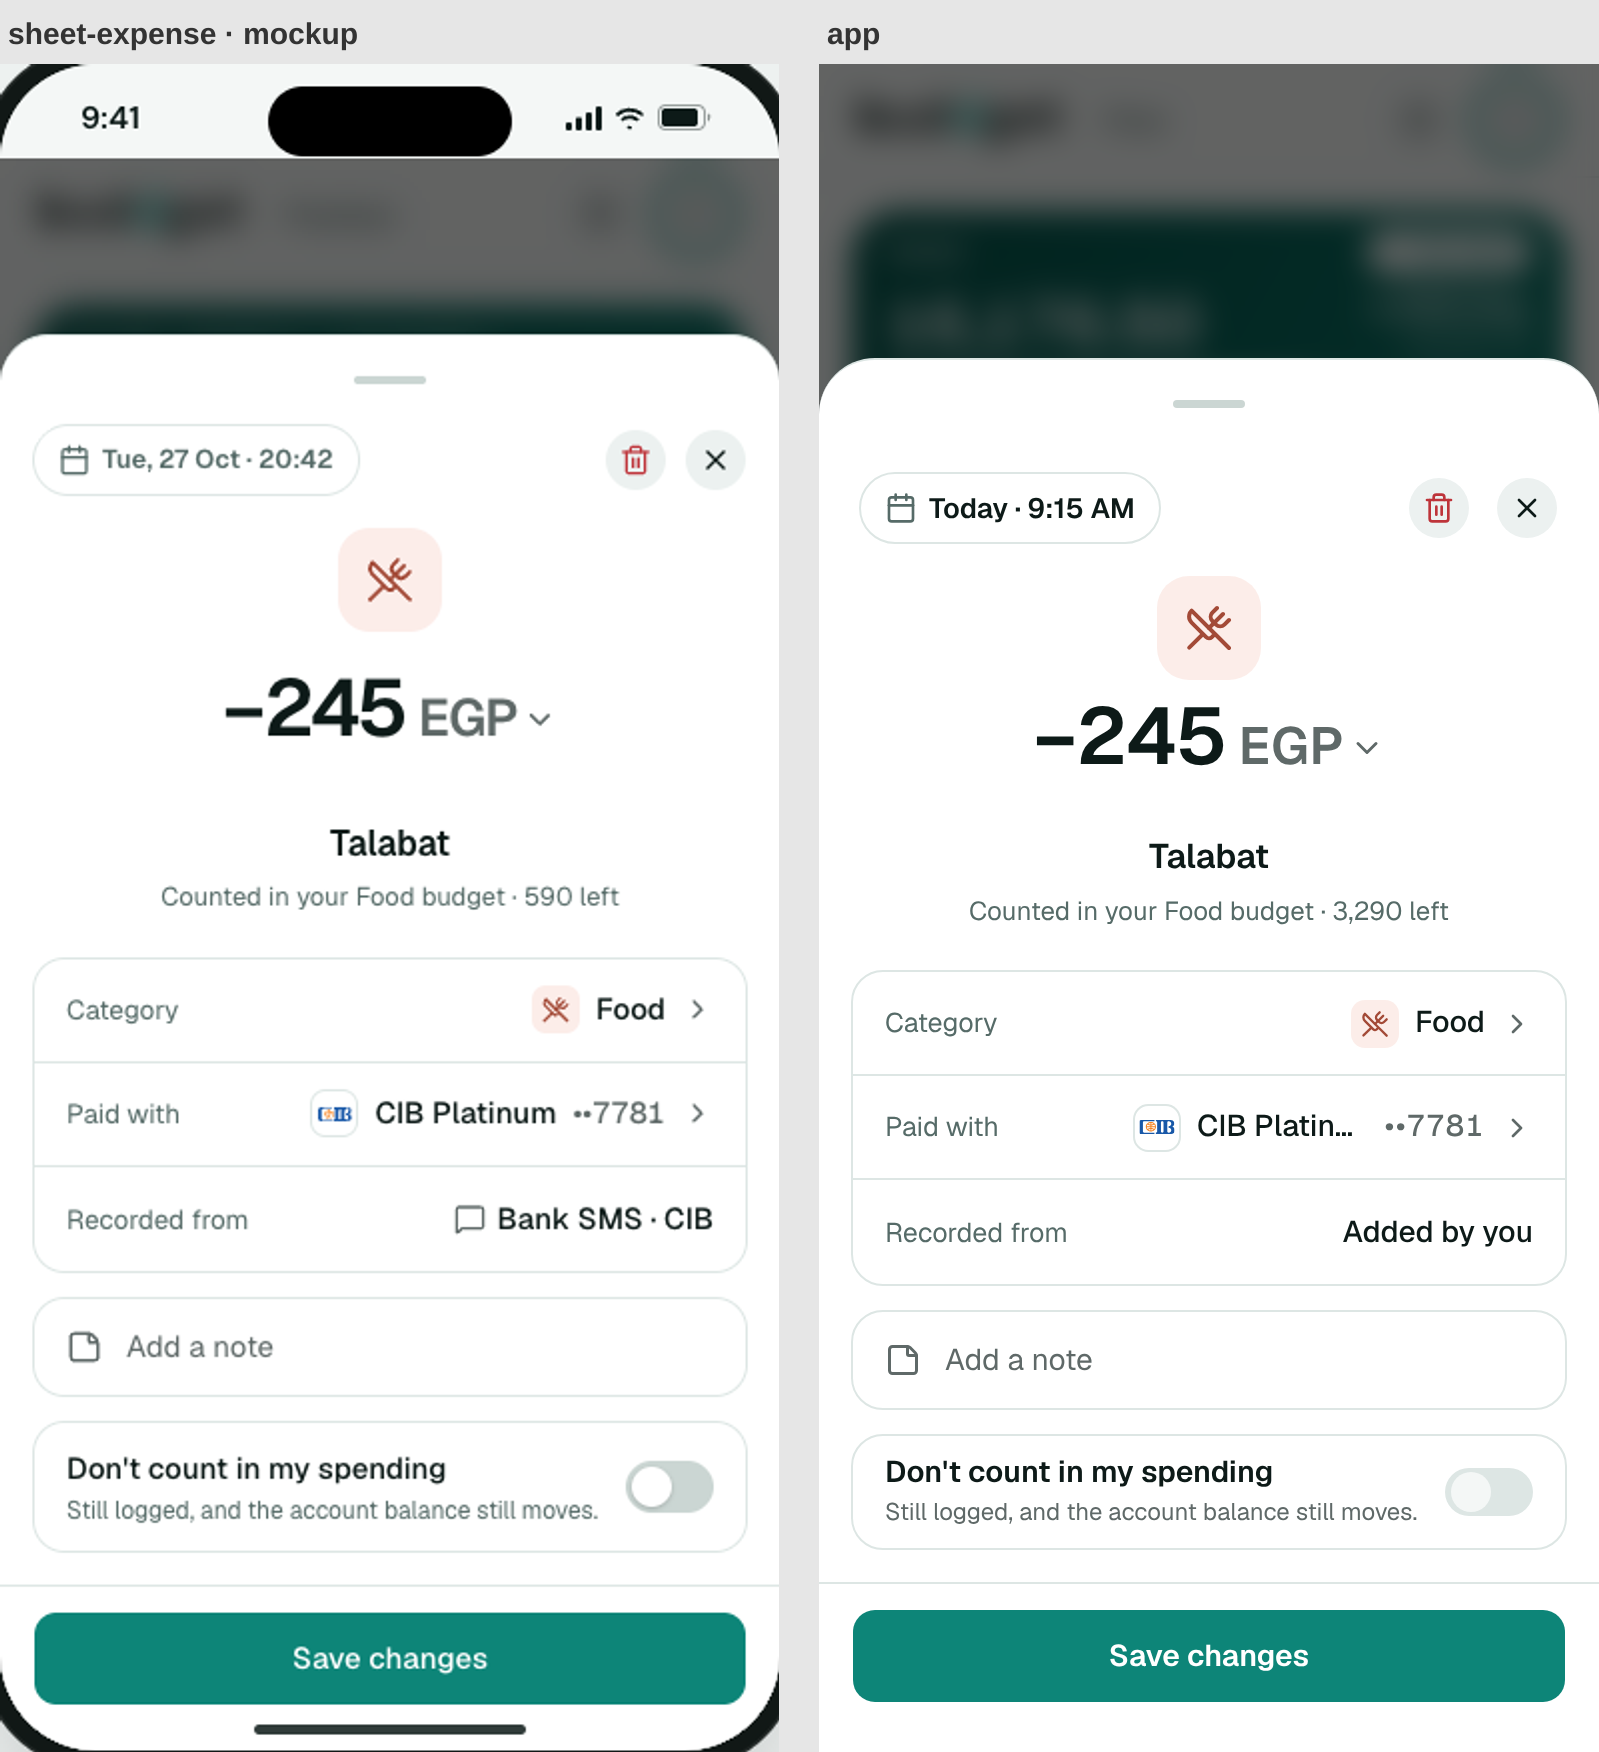 sheet-expense · mockup
9:41
Tue, 27 Oct · 20:42
−245 EGP
Talabat
Counted in your Food budget · 590 left
Category
Food
Paid with
CIB
CIB Platinum ••7781
Recorded from
Bank SMS · CIB
Add a note
Don't count in my spending
Still logged, and the account balance still moves.
Save changes
app
Today · 9:15 AM
−245 EGP
Talabat
Counted in your Food budget · 3,290 left
Category
Food
Paid with
CIB
CIB Platin... ••7781
Recorded from
Added by you
Add a note
Don't count in my spending
Still logged, and the account balance still moves.
Save changes